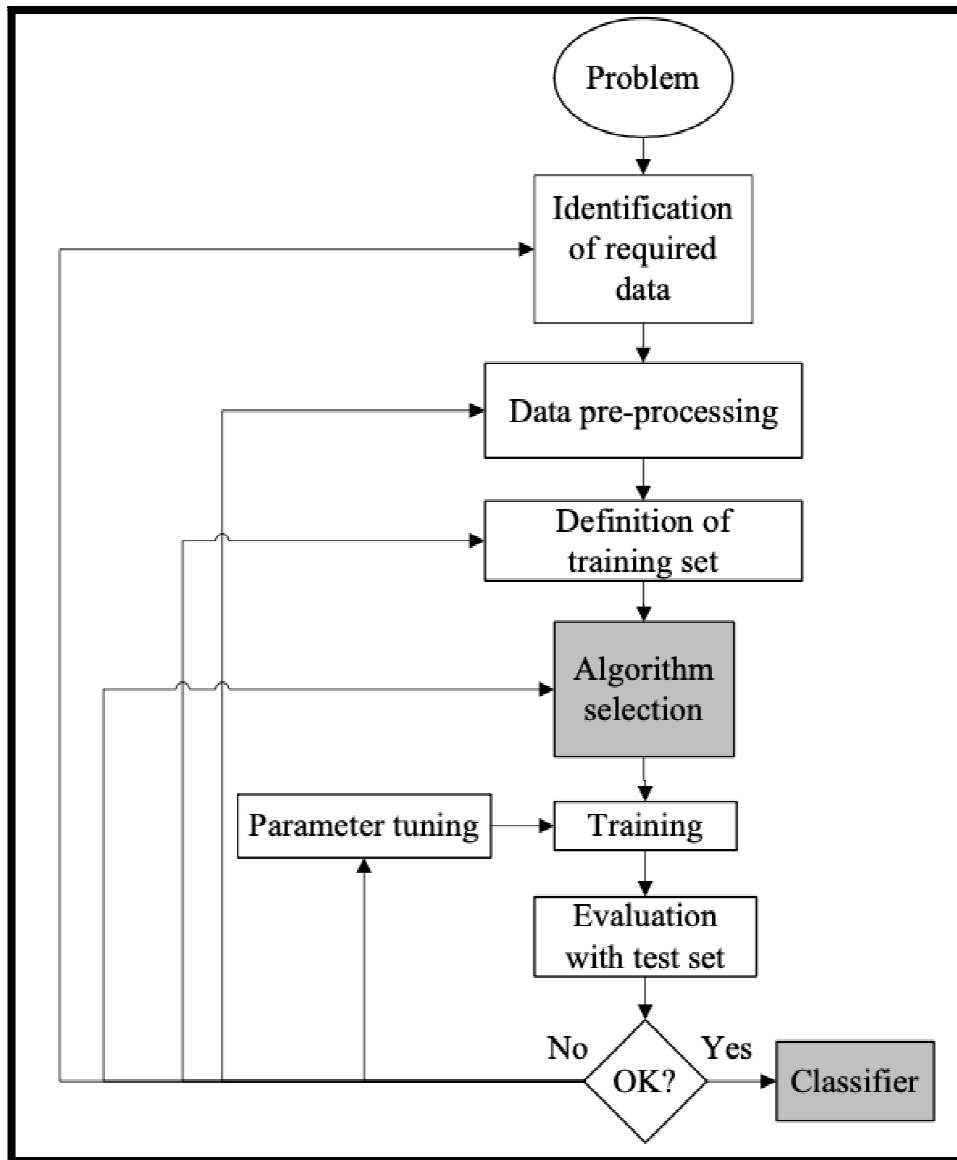 Problem
Identification
of required
data
Data pre-processing
Definition of
training set
Algorithm
selection
Parameter tuning
Training
Evaluation
with test set
No
Yes
OK?
Classifier